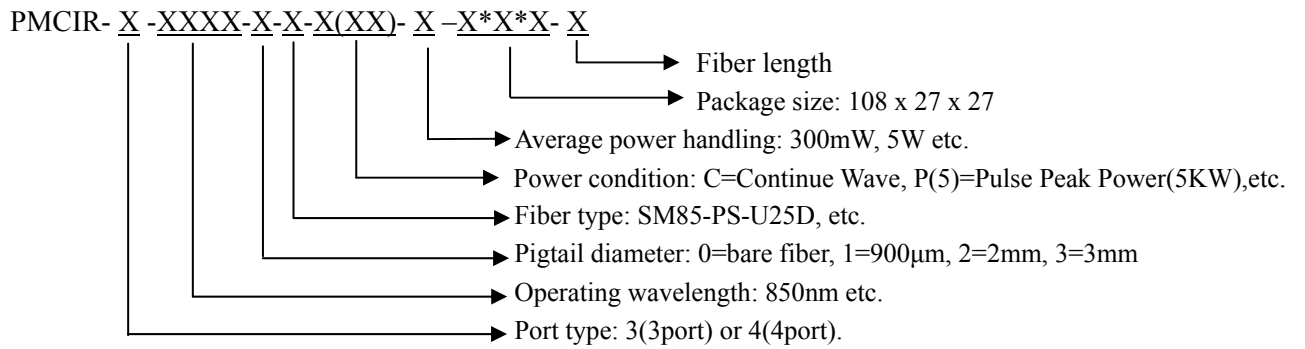 PMCIR- X -XXXX-X-X-X(XX)- X –X*X*X- X
Fiber length
Package size: 108 x 27 x 27
Average power handling: 300mW, 5W etc.
Power condition: C=Continue Wave, P(5)=Pulse Peak Power(5KW),etc.
Fiber type: SM85-PS-U25D, etc.
Pigtail diameter: 0=bare fiber, 1=900μm, 2=2mm, 3=3mm
Operating wavelength: 850nm etc.
Port type: 3(3port) or 4(4port).